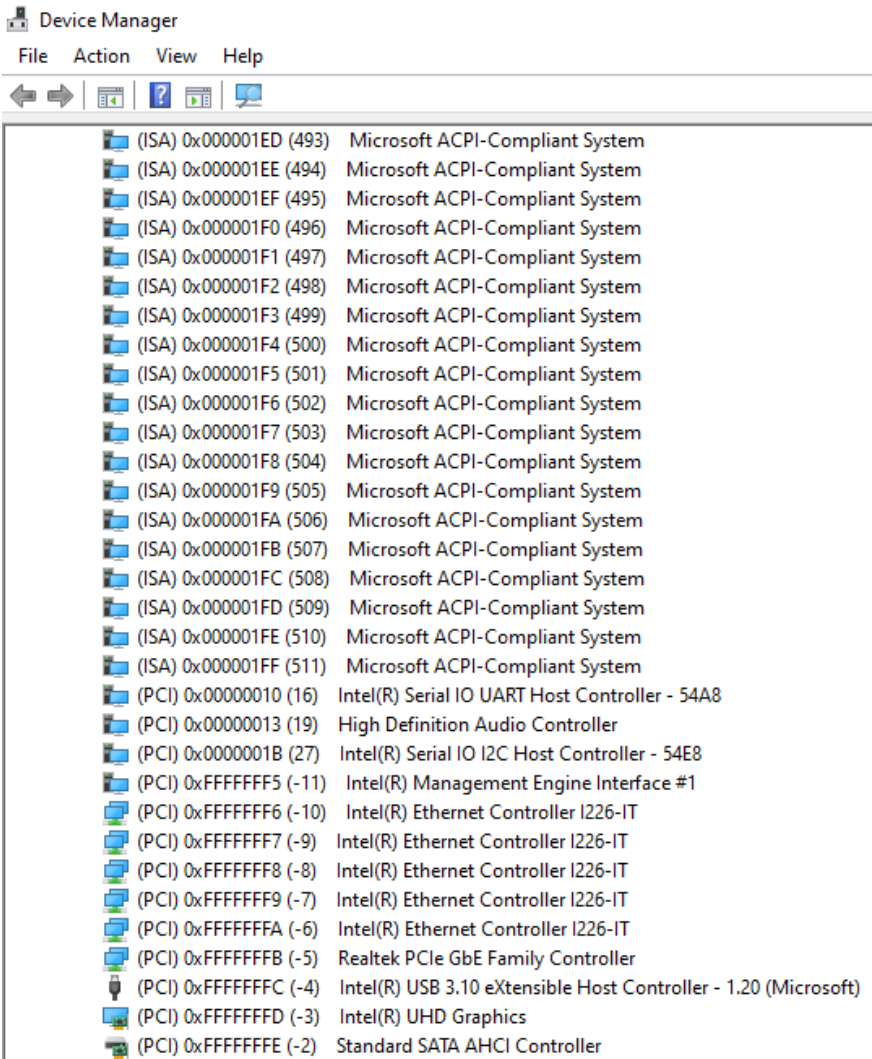 Device Manager
File Action View Help
(ISA) 0x000001ED (493) Microsoft ACPI-Compliant System
(ISA) 0x000001EE (494) Microsoft ACPI-Compliant System
(ISA) 0x000001EF (495) Microsoft ACPI-Compliant System
(ISA) 0x000001F0 (496) Microsoft ACPI-Compliant System
(ISA) 0x000001F1 (497) Microsoft ACPI-Compliant System
(ISA) 0x000001F2 (498) Microsoft ACPI-Compliant System
(ISA) 0x000001F3 (499) Microsoft ACPI-Compliant System
(ISA) 0x000001F4 (500) Microsoft ACPI-Compliant System
(ISA) 0x000001F5 (501) Microsoft ACPI-Compliant System
(ISA) 0x000001F6 (502) Microsoft ACPI-Compliant System
(ISA) 0x000001F7 (503) Microsoft ACPI-Compliant System
(ISA) 0x000001F8 (504) Microsoft ACPI-Compliant System
(ISA) 0x000001F9 (505) Microsoft ACPI-Compliant System
(ISA) 0x000001FA (506) Microsoft ACPI-Compliant System
(ISA) 0x000001FB (507) Microsoft ACPI-Compliant System
(ISA) 0x000001FC (508) Microsoft ACPI-Compliant System
(ISA) 0x000001FD (509) Microsoft ACPI-Compliant System
(ISA) 0x000001FE (510) Microsoft ACPI-Compliant System
(ISA) 0x000001FF (511) Microsoft ACPI-Compliant System
(PCI) 0x00000010 (16) Intel(R) Serial IO UART Host Controller - 54A8
(PCI) 0x00000013 (19) High Definition Audio Controller
(PCI) 0x0000001B (27) Intel(R) Serial IO I2C Host Controller - 54E8
(PCI) 0xFFFFFFF5 (-11) Intel(R) Management Engine Interface #1
(PCI) 0xFFFFFFF6 (-10) Intel(R) Ethernet Controller I226-IT
(PCI) 0xFFFFFFF7 (-9) Intel(R) Ethernet Controller I226-IT
(PCI) 0xFFFFFFF8 (-8) Intel(R) Ethernet Controller I226-IT
(PCI) 0xFFFFFFF9 (-7) Intel(R) Ethernet Controller I226-IT
(PCI) 0xFFFFFFFA (-6) Intel(R) Ethernet Controller I226-IT
(PCI) 0xFFFFFFFB (-5) Realtek PCIe GbE Family Controller
(PCI) 0xFFFFFFFC (-4) Intel(R) USB 3.10 eXtensible Host Controller - 1.20 (Microsoft)
(PCI) 0xFFFFFFFD (-3) Intel(R) UHD Graphics
(PCI) 0xFFFFFFFE (-2) Standard SATA AHCI Controller